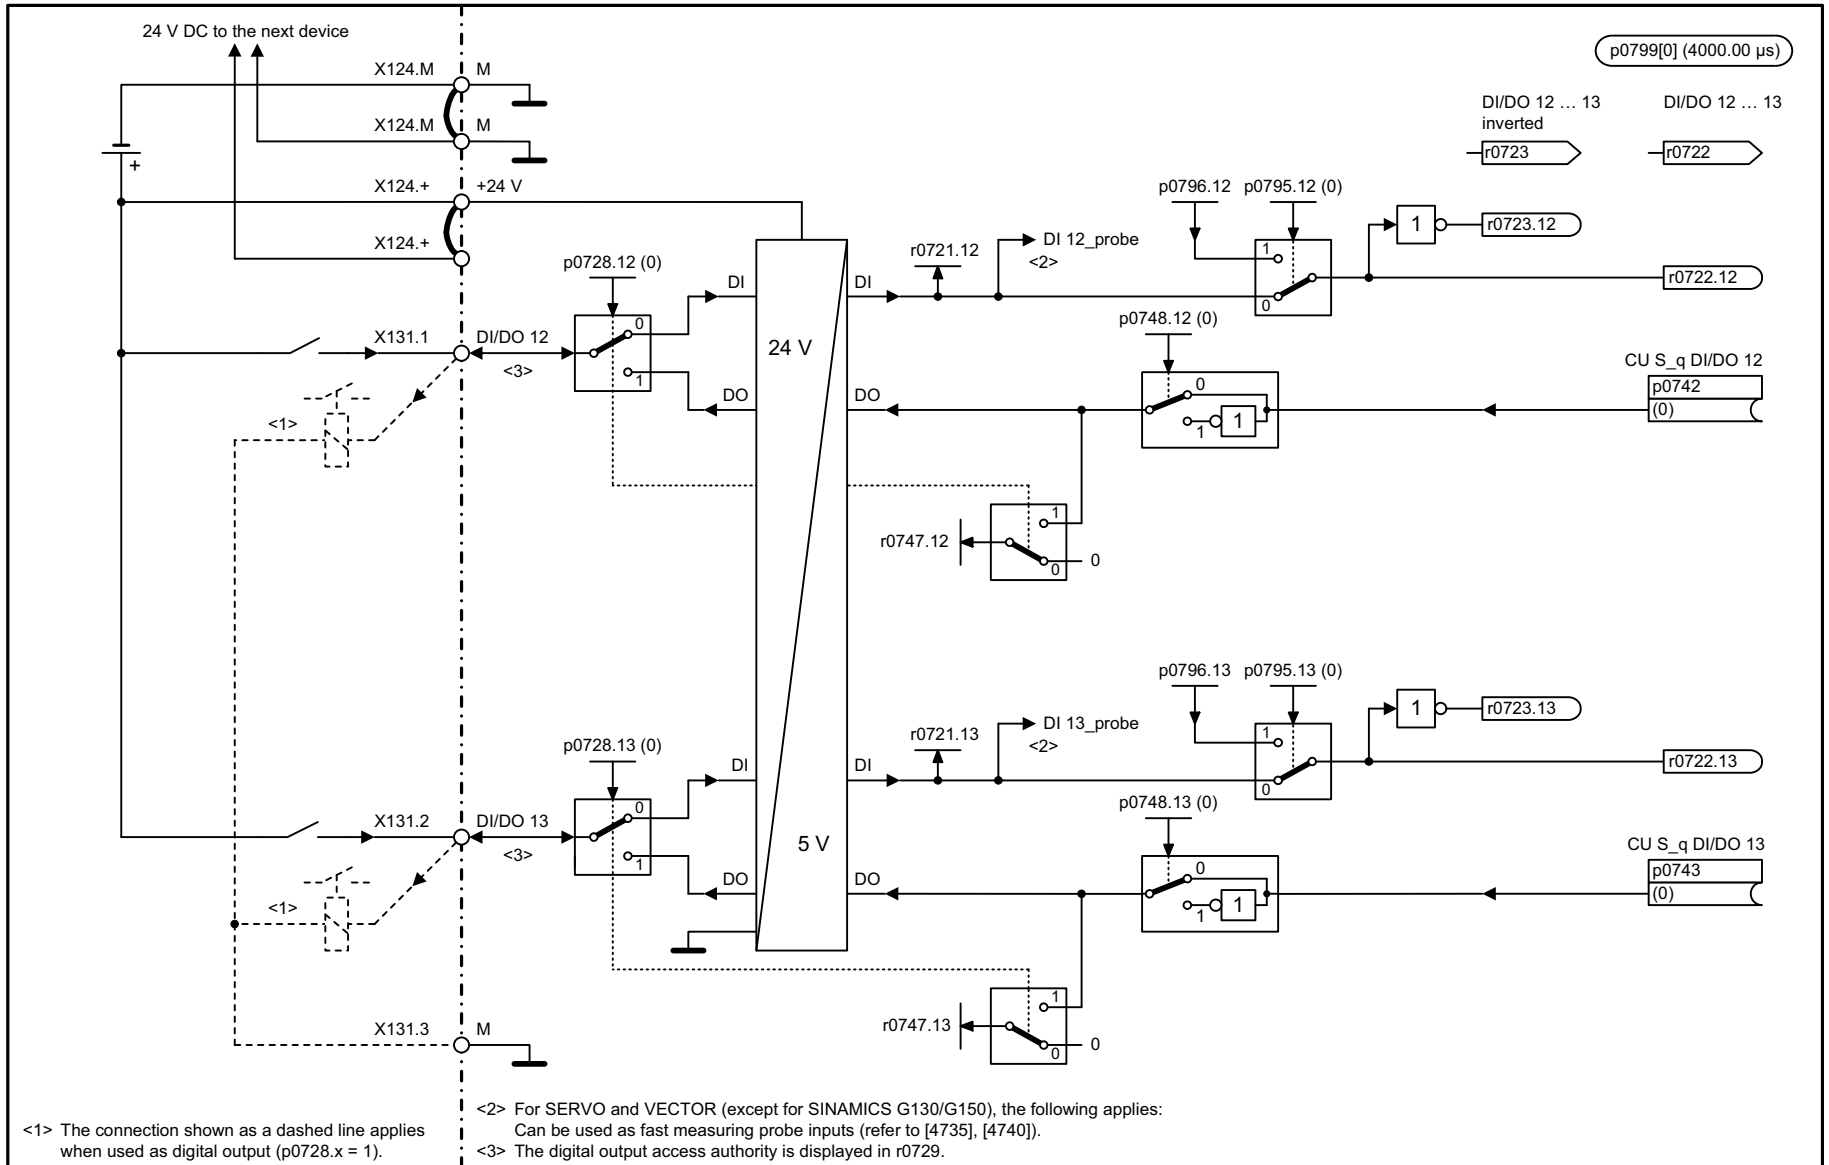 24 V DC to the next device
p0799[0] (4000.00 µs)
X124.M M
DI/DO 12 … 13
inverted
DI/DO 12 … 13
X124.M M
r0723
r0722
+
X124.+ +24 V
p0796.12 p0795.12 (0)
1
r0723.12
X124.+
r0721.12
DI 12_probe
<2>
1
p0728.12 (0)
DI DI
r0722.12
0
p0748.12 (0)
X131.1 DI/DO 12
<3>
0
1
24 V
CU S_q DI/DO 12
p0742
(0)
DO DO
0
1
1
<1>
r0747.12
1
0
0
p0796.13 p0795.13 (0)
1
r0723.13
r0721.13
DI 13_probe
<2>
1
p0728.13 (0)
DI DI
r0722.13
0
p0748.13 (0)
X131.2 DI/DO 13
<3>
0
1
5 V
CU S_q DI/DO 13
p0743
(0)
DO DO
0
1
1
<1>
r0747.13
1
0
0
X131.3 M
<1> The connection shown as a dashed line applies
when used as digital output (p0728.x = 1).
<2> For SERVO and VECTOR (except for SINAMICS G130/G150), the following applies:
Can be used as fast measuring probe inputs (refer to [4735], [4740]).
<3> The digital output access authority is displayed in r0729.